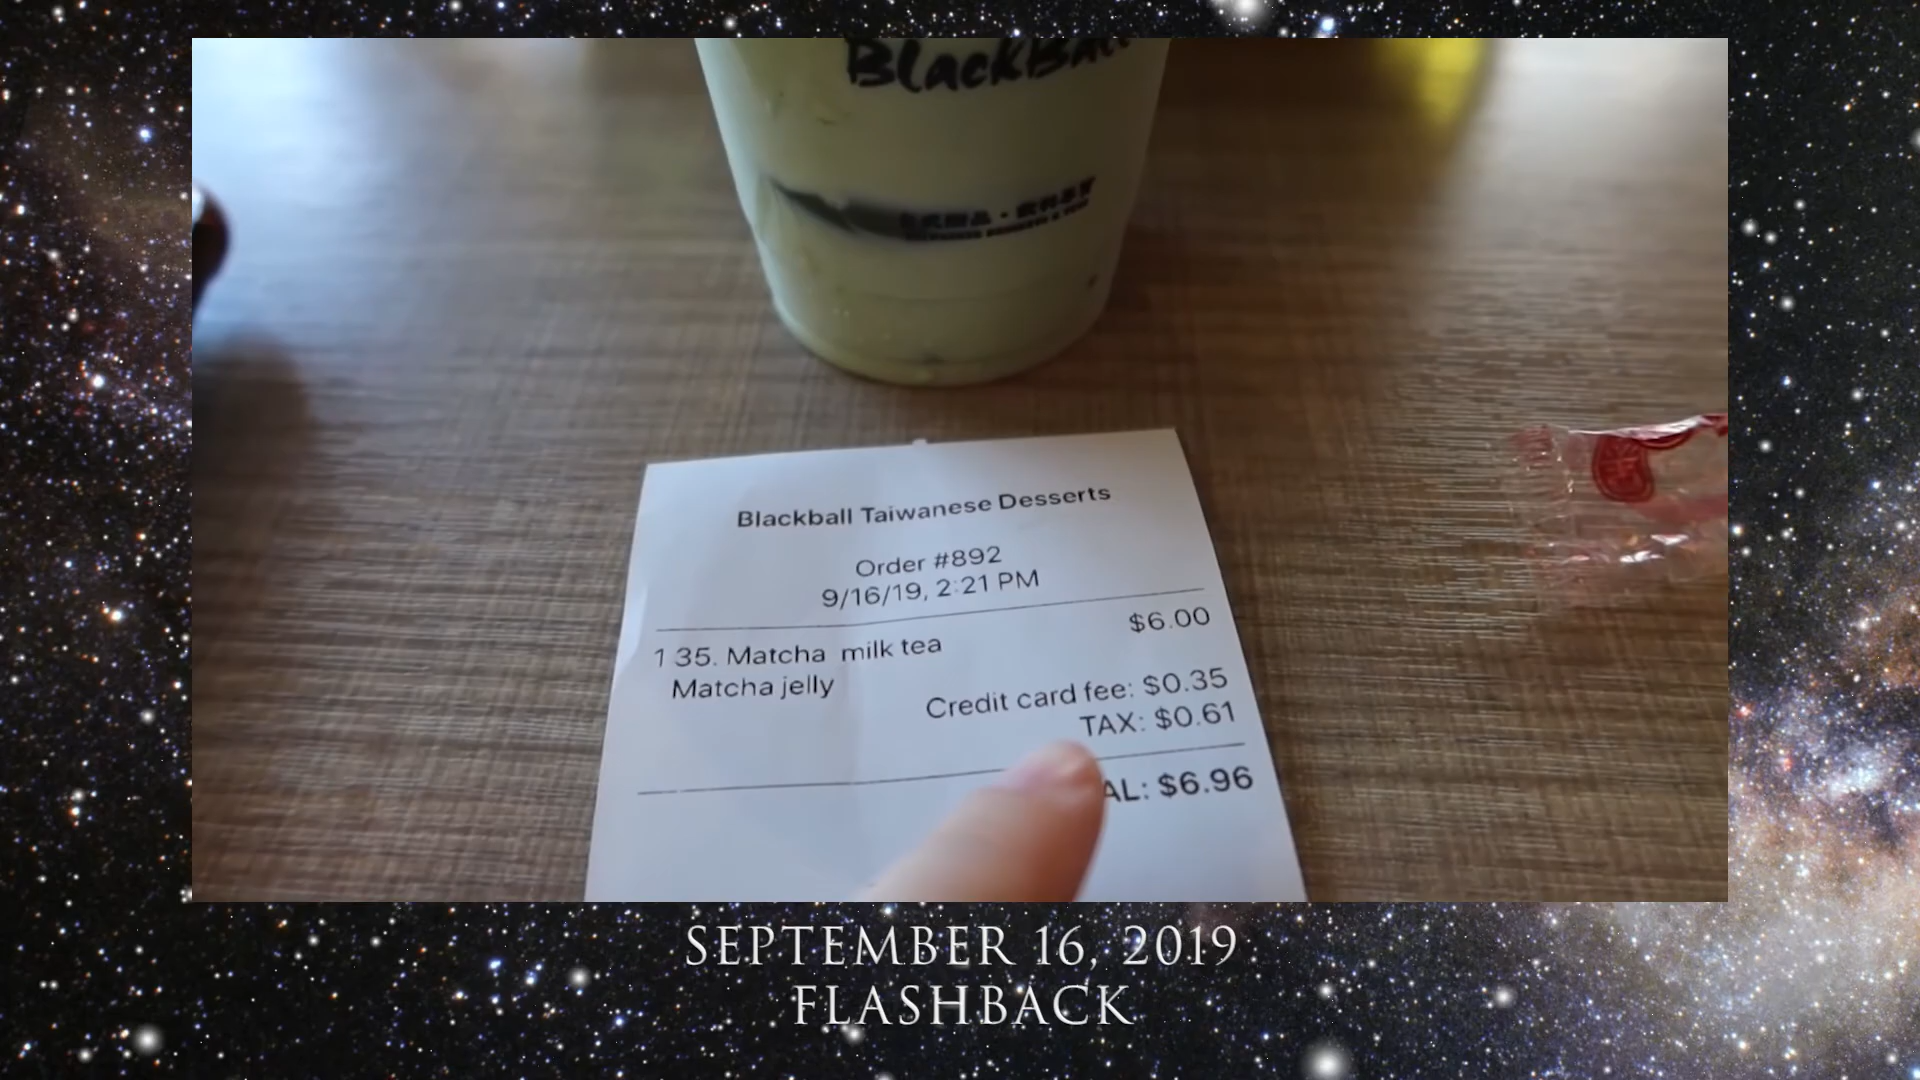 BlackBall
Blackball Taiwanese Desserts
Order #892
9/16/19, 2:21 PM
1 35. Matcha milk tea $6.00
Matcha jelly
Credit card fee: $0.35
TAX: $0.61
AL: $6.96
SEPTEMBER 16, 2019
FLASHBACK